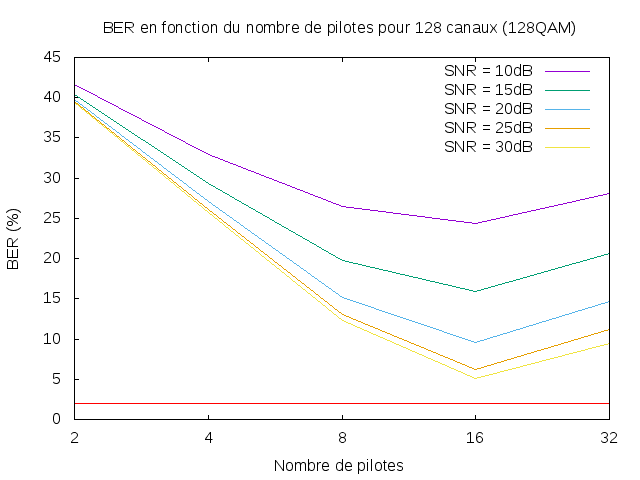 BER en fonction du nombre de pilotes pour 128 canaux (128QAM)
45
40
35
30
25
20
15
10
5
0
BER (%)
SNR = 10dB
SNR = 15dB
SNR = 20dB
SNR = 25dB
SNR = 30dB
2 4 8 16 32
Nombre de pilotes